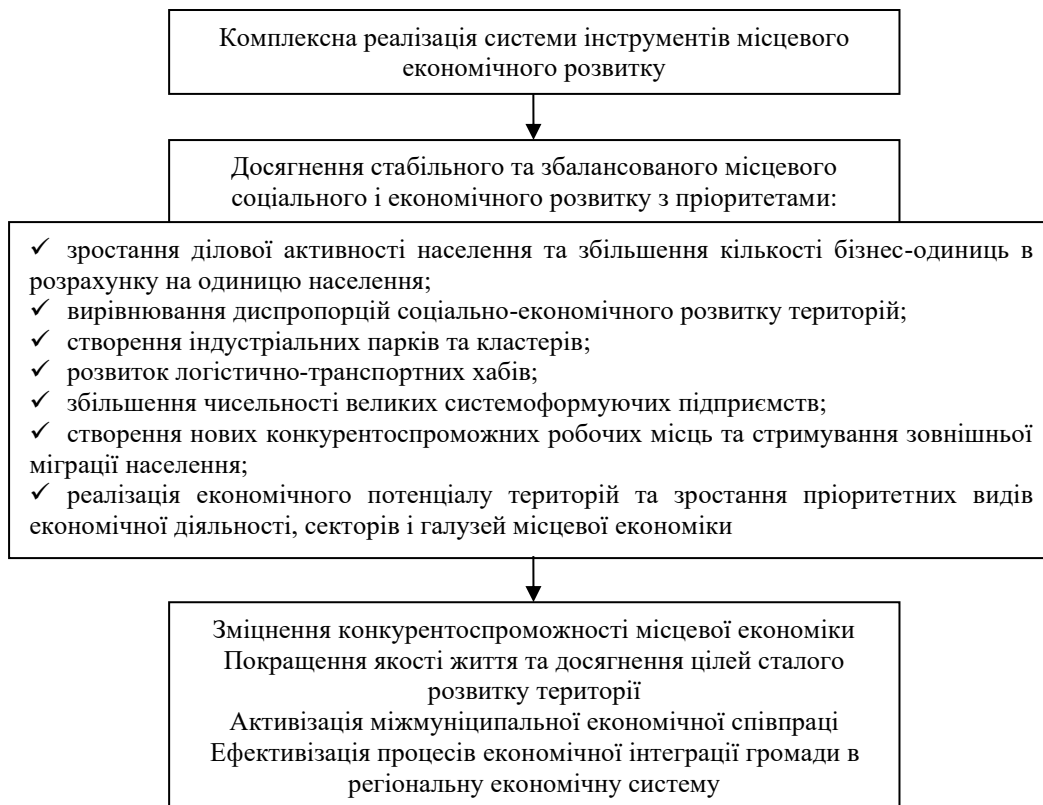 Комплексна реалізація системи інструментів місцевого
економічного розвитку
Досягнення стабільного та збалансованого місцевого
соціального і економічного розвитку з пріоритетами:
✓ зростання ділової активності населення та збільшення кількості бізнес-одиниць в
розрахунку на одиницю населення;
✓ вирівнювання диспропорцій соціально-економічного розвитку територій;
✓ створення індустріальних парків та кластерів;
✓ розвиток логістично-транспортних хабів;
✓ збільшення чисельності великих системоформуючих підприємств;
✓ створення нових конкурентоспроможних робочих місць та стримування зовнішньої
міграції населення;
✓ реалізація економічного потенціалу територій та зростання пріоритетних видів
економічної діяльності, секторів і галузей місцевої економіки
Зміцнення конкурентоспроможності місцевої економіки
Покращення якості життя та досягнення цілей сталого
розвитку території
Активізація міжмуніципальної економічної співпраці
Ефективізація процесів економічної інтеграції громади в
регіональну економічну систему